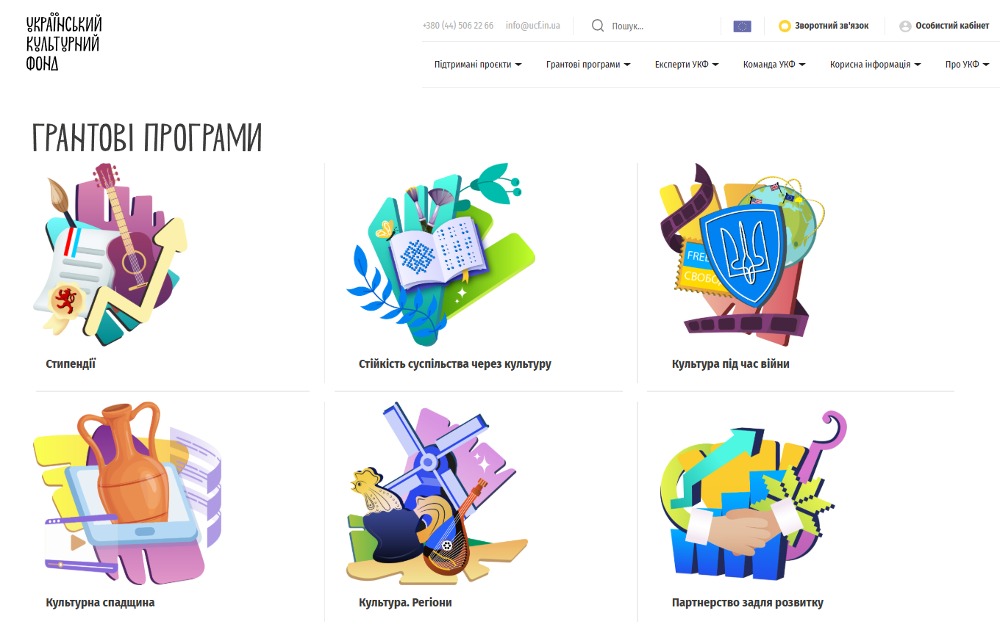 УКРАЇНСЬКИЙ
КУЛЬТУРНИЙ
ФОНД
+380 (44) 506 22 66 info@ucf.in.ua Пошук... Зворотний зв'язок Особистий кабінет
Підтримані проєкти Грантові програми Експерти УКФ Команда УКФ Корисна інформація Про УКФ
ГРАНТОВІ ПРОГРАМИ
СВОБО
Стипендії Стійкість суспільства через культуру Культура під час війни
Культурна спадщина Культура. Регіони Партнерство задля розвитку